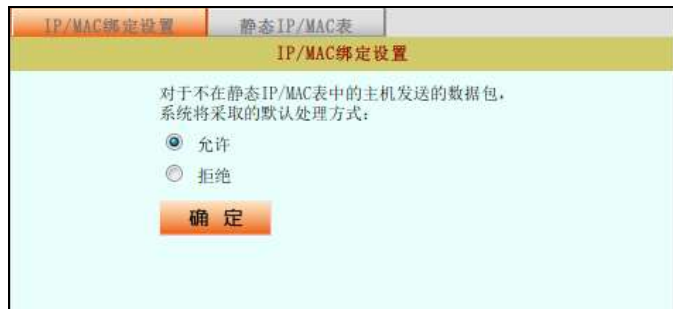 IP/MAC绑定设置 静态IP/MAC表
IP/MAC绑定设置
对于不在静态IP/MAC表中的主机发送的数据包，
系统将采取的默认处理方式：
允许
拒绝
确 定